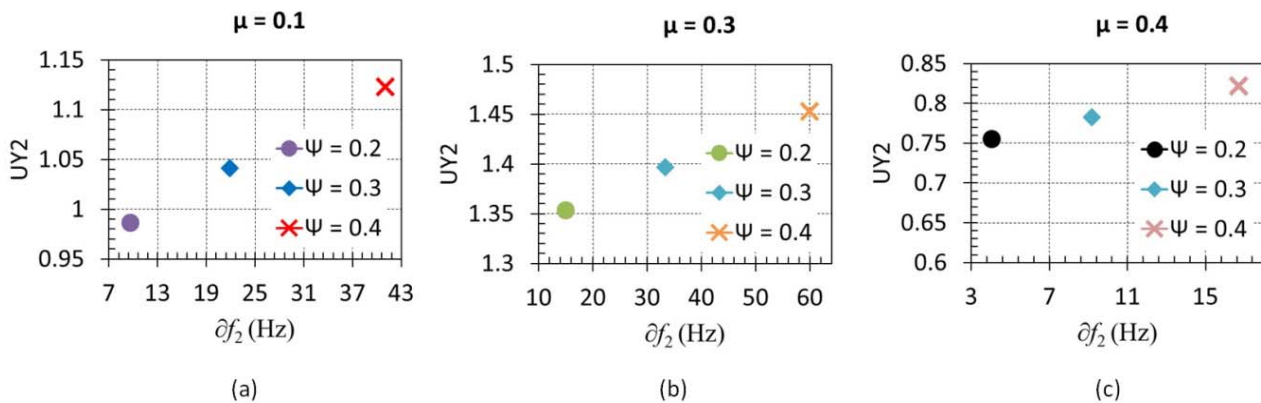 μ = 0.1
1.15
1.1
1.05
1
0.95
UY2
Ψ = 0.2
Ψ = 0.3
Ψ = 0.4
7 13 19 25 31 37 43
∂f₂ (Hz)
(a)
μ = 0.3
1.5
1.45
1.4
1.35
1.3
UY2
Ψ = 0.2
Ψ = 0.3
Ψ = 0.4
10 20 30 40 50 60
∂f₂ (Hz)
(b)
μ = 0.4
0.85
0.8
0.75
0.7
0.65
0.6
UY2
Ψ = 0.2
Ψ = 0.3
Ψ = 0.4
3 7 11 15
∂f₂ (Hz)
(c)